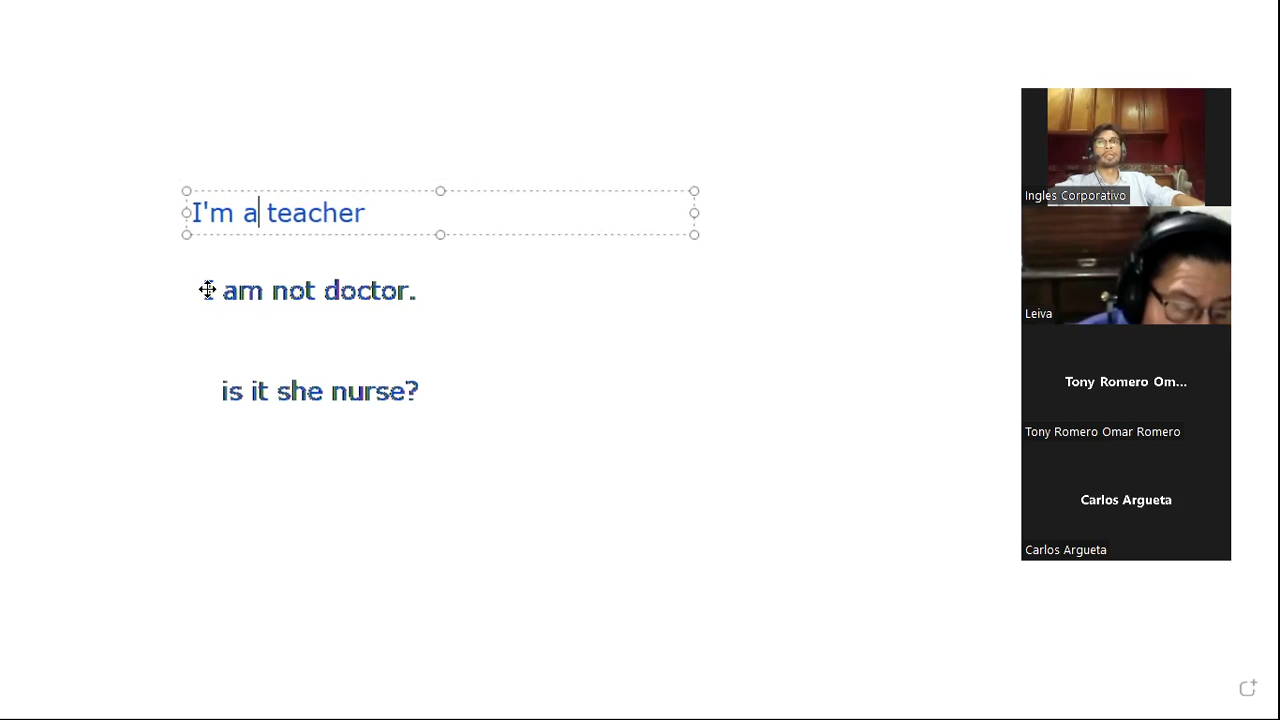 I'm a teacher
I am not doctor.
is it she nurse?
Ingles Corporativo
Leiva
Tony Romero Om...
Tony Romero Omar Romero
Carlos Argueta
Carlos Argueta